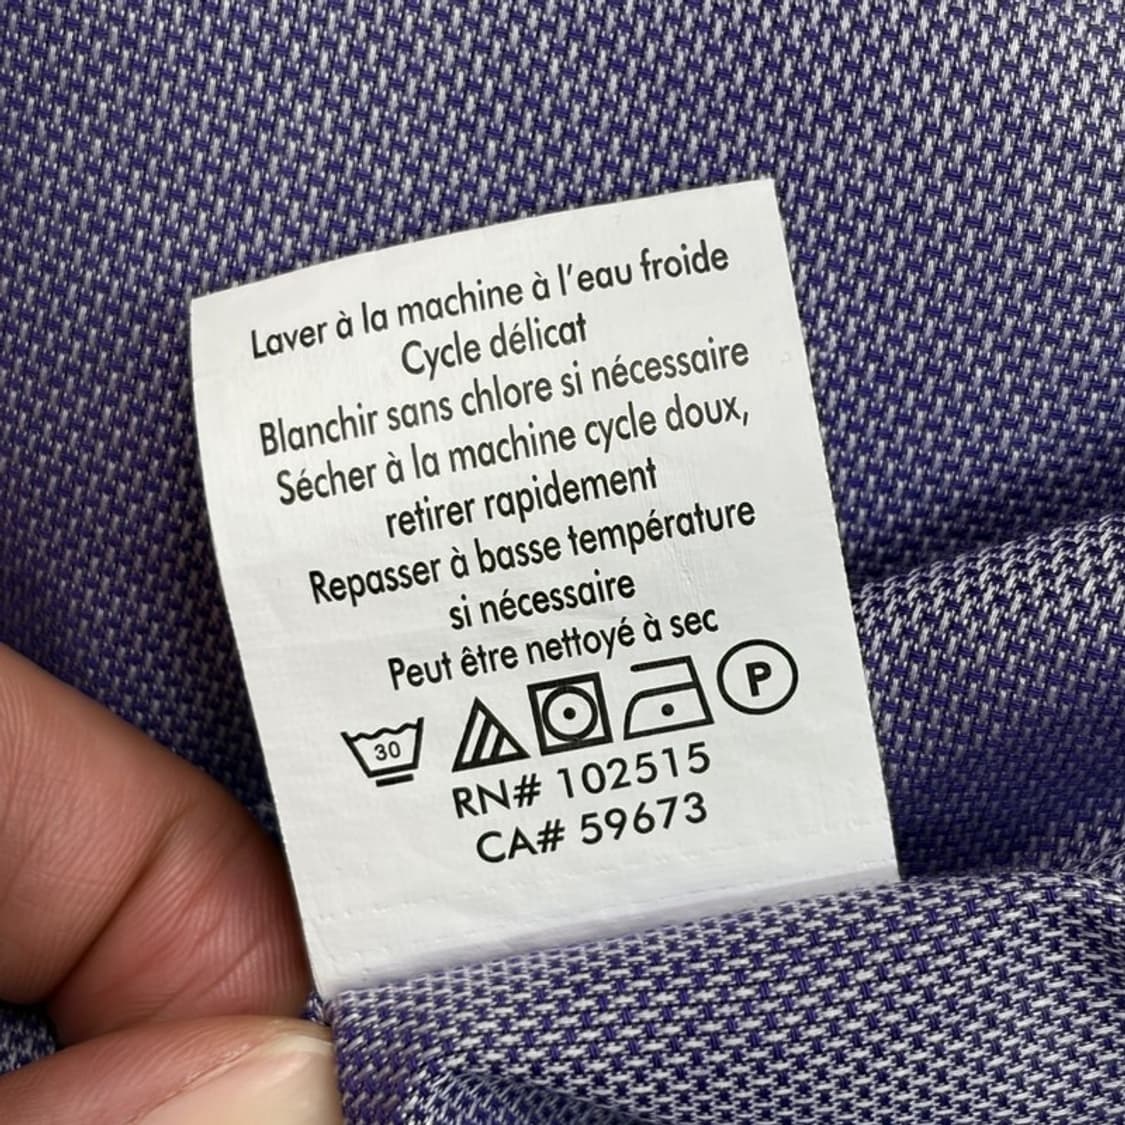 Laver à la machine à l'eau froide
Cycle délicat
Blanchir sans chlore si nécessaire
Sécher à la machine cycle doux,
retirer rapidement
Repasser à basse température
si nécessaire
Peut être nettoyé à sec
30 P
RN# 102515
CA# 59673